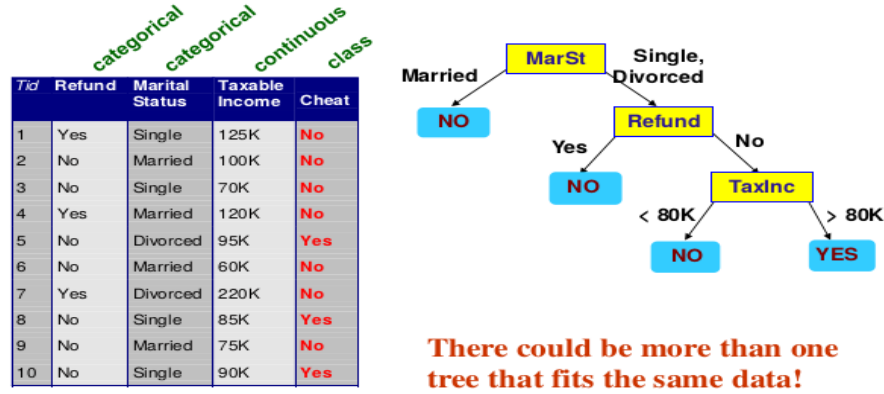 categorical
categorical
continuous
class
Tid Refund Marital Status Taxable Income Cheat
1 Yes Single 125K No
2 No Married 100K No
3 No Single 70K No
4 Yes Married 120K No
5 No Divorced 95K Yes
6 No Married 60K No
7 Yes Divorced 220K No
8 No Single 85K Yes
9 No Married 75K No
10 No Single 90K Yes
MarSt
Married
Single,
Divorced
NO
Refund
Yes
No
NO
TaxInc
< 80K
> 80K
NO
YES
There could be more than one
tree that fits the same data!